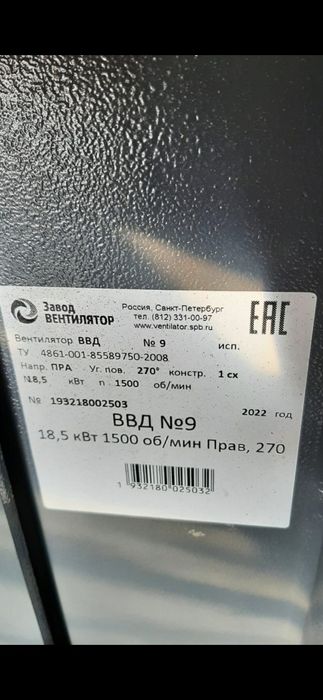 Завод
ВЕНТИЛЯТОР
Россия, Санкт-Петербург
тел. (812) 331-00-97
www.ventilator.spb.ru
EAC
Вентилятор ВВД № 9 исп.
ТУ 4861-001-85589750-2008
Напр. ПРА Уг. пов. 270° констр. 1 сх
N.8,5 кВт n 1500 об/мин
№ 193218002503 2022 год
ВВД №9
18,5 кВт 1500 об/мин Прав, 270
1 932180 025032